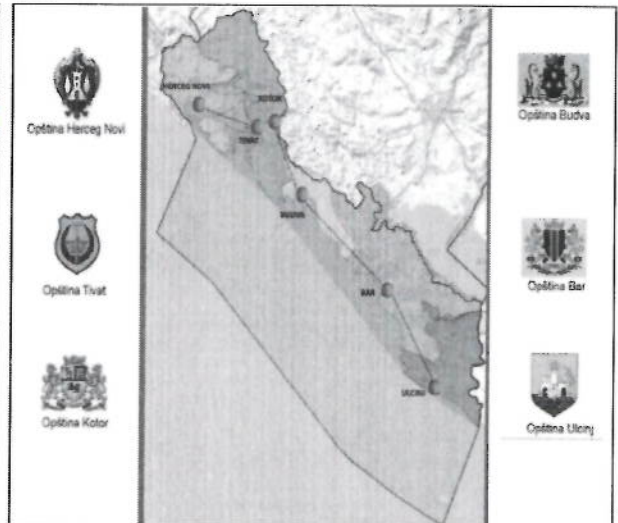 Opština Herceg Novi
Opština Tivat
Opština Kotor
HERCEG NOVI
KOTOR
TIVAT
BUDVA
BAR
ULCINJ
Opština Budva
Opština Bar
Opština Ulcinj